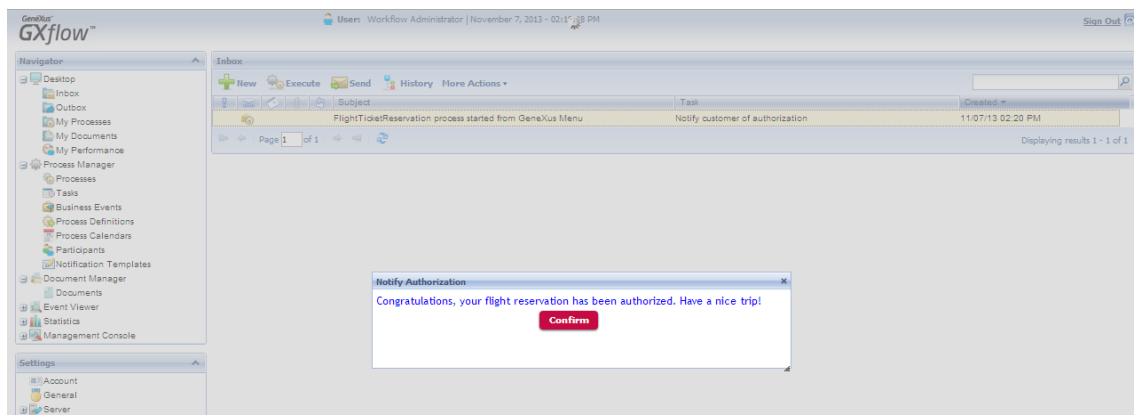 GeneXus™
GXflow™
User: Workflow Administrator | November 7, 2013 - 02:1 PM
Sign Out
Navigator
Desktop
Inbox
Outbox
My Processes
My Documents
My Performance
Process Manager
Processes
Tasks
Business Events
Process Definitions
Process Calendars
Participants
Notification Templates
Document Manager
Documents
Event Viewer
Statistics
Management Console
Settings
Account
General
Server
Inbox
New Execute Send History More Actions
Subject Task Created
FlightTicketReservation process started from GeneXus Menu Notify customer of authorization 11/07/13 02:20 PM
Page 1 of 1 Displaying results 1 - 1 of 1
Notify Authorization
Congratulations, your flight reservation has been authorized. Have a nice trip!
Confirm